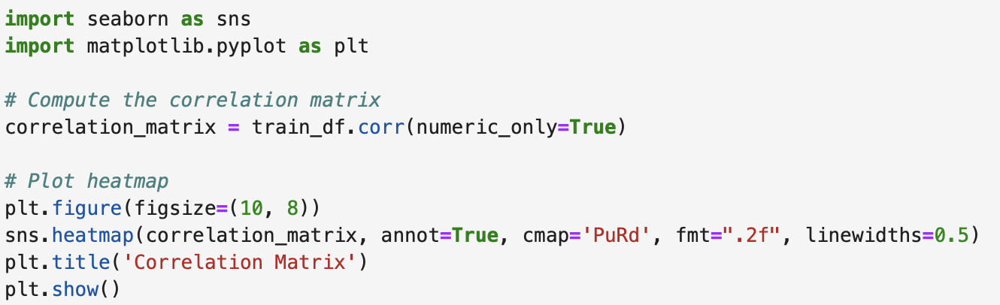 import seaborn as sns
import matplotlib.pyplot as plt
# Compute the correlation matrix
correlation_matrix = train_df.corr(numeric_only=True)
# Plot heatmap
plt.figure(figsize=(10, 8))
sns.heatmap(correlation_matrix, annot=True, cmap='PuRd', fmt=".2f", linewidths=0.5)
plt.title('Correlation Matrix')
plt.show()